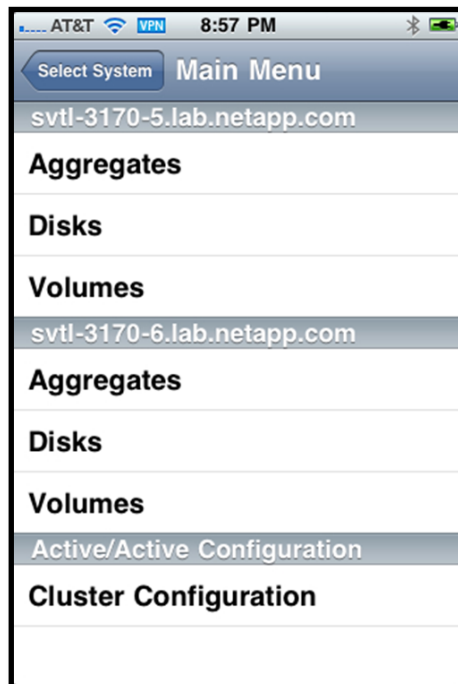 AT&T VPN 8:57 PM
Select System Main Menu
svtl-3170-5.lab.netapp.com
Aggregates
Disks
Volumes
svtl-3170-6.lab.netapp.com
Aggregates
Disks
Volumes
Active/Active Configuration
Cluster Configuration